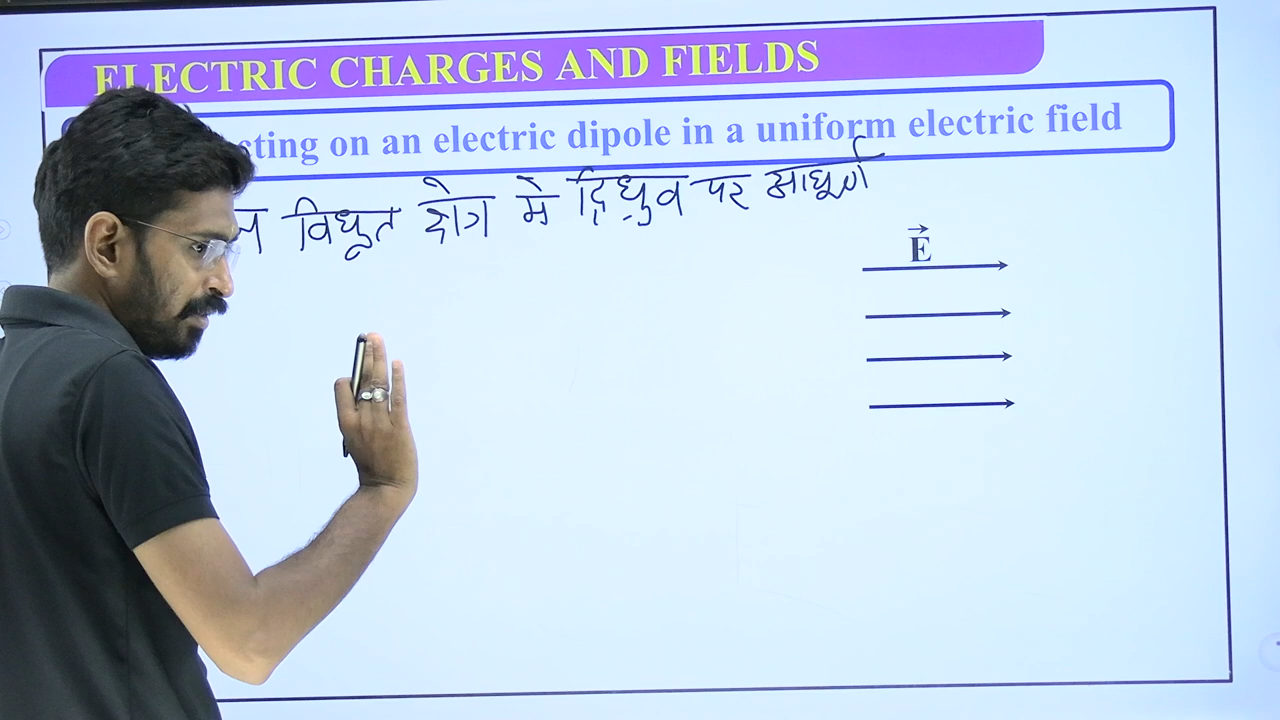 ELECTRIC CHARGES AND FIELDS
cting on an electric dipole in a uniform electric field
विधुत क्षेत्र मे द्विध्रुव पर आघूर्ण
E